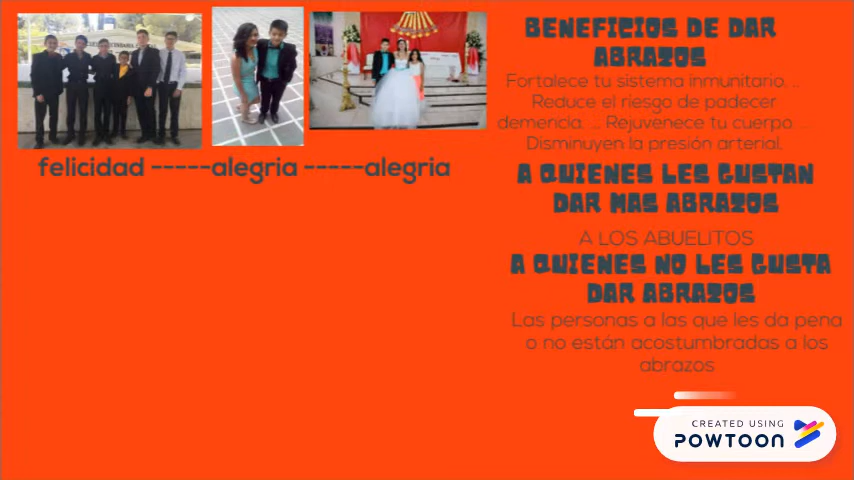 felicidad -----alegria -----alegria
BENEFICIOS DE DAR
ABRAZOS
Fortalece tu sistema inmunitario. ..
Reduce el riesgo de padecer
demencia. ... Rejuvenece tu cuerpo. ...
Disminuyen la presión arterial.
A QUIENES LES GUSTAN
DAR MAS ABRAZOS
A LOS ABUELITOS
A QUIENES NO LES GUSTA
DAR ABRAZOS
Las personas a las que les da pena
o no están acostumbradas a los
abrazos
CREATED USING
POWTOON